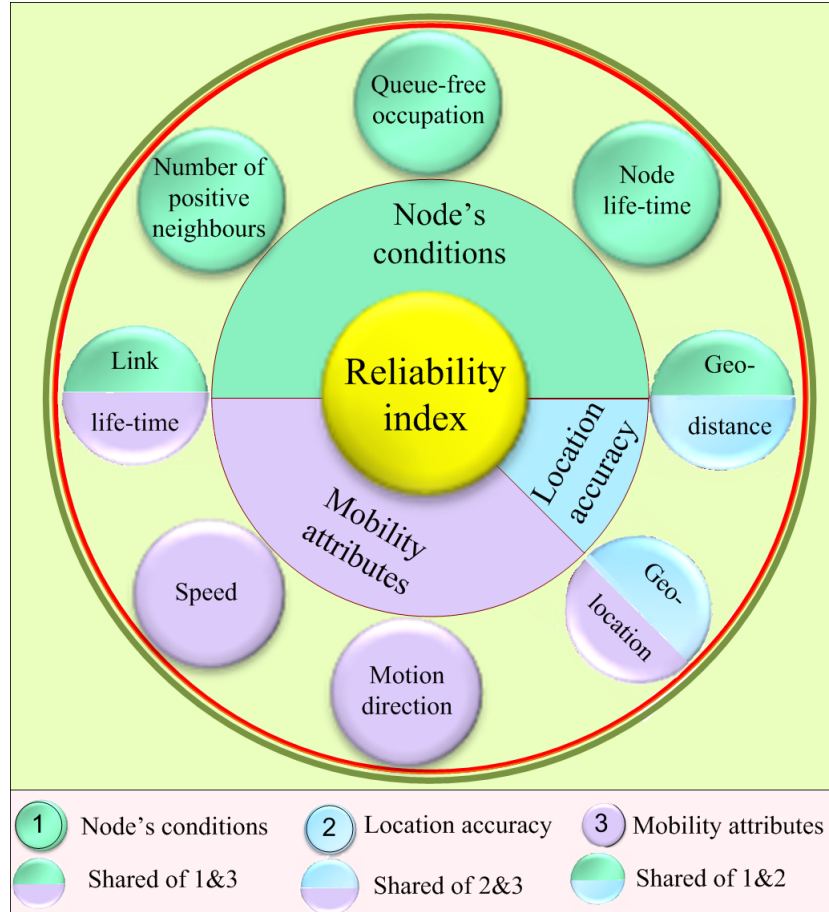 Queue-free
occupation
Number of
positive
neighbours
Node
life-time
Node's
conditions
Link
life-time
Reliability
index
Geo-
distance
Location
accuracy
Mobility
attributes
Geo-
location
Speed
Motion
direction
1 Node's conditions 2 Location accuracy 3 Mobility attributes
Shared of 1&3 Shared of 2&3 Shared of 1&2